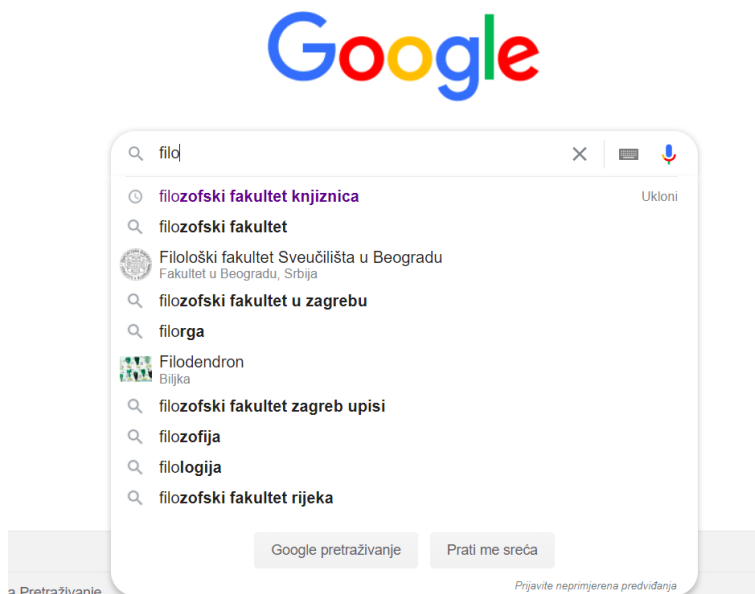 Google
filo
filozofski fakultet knjiznica Ukloni
filozofski fakultet
Filološki fakultet Sveučilišta u Beogradu
Fakultet u Beogradu, Srbija
filozofski fakultet u zagrebu
filorga
Filodendron
Biljka
filozofski fakultet zagreb upisi
filozofija
filologija
filozofski fakultet rijeka
Google pretraživanje Prati me sreća
Prijavite neprimjerena predviđanja
a Pretraživanje